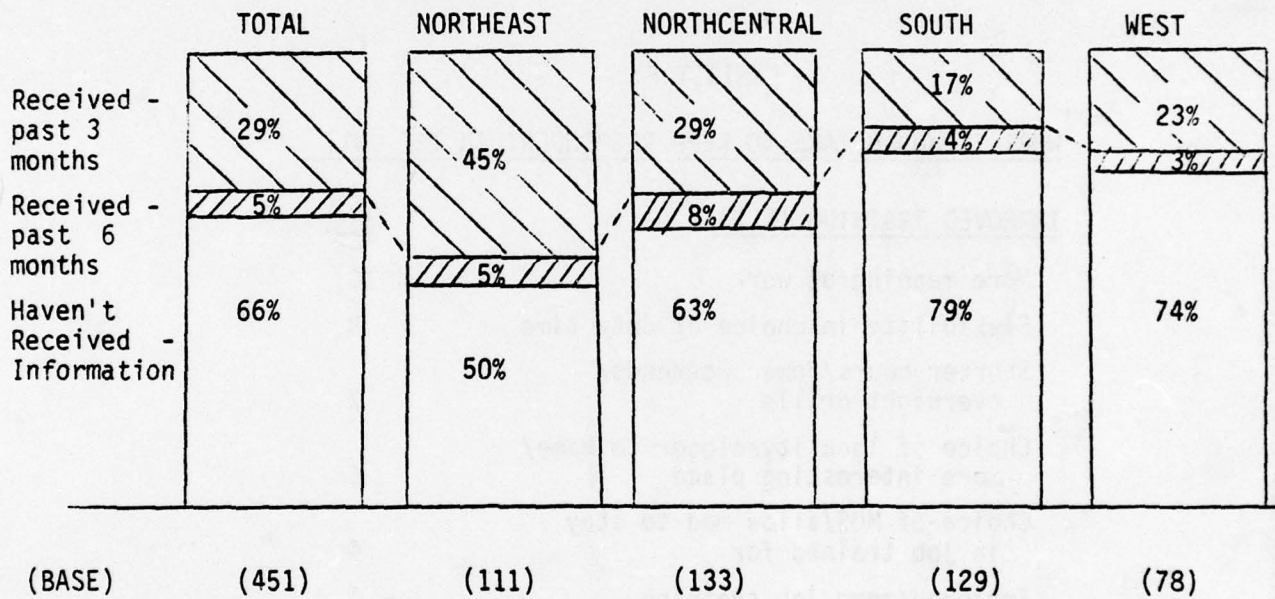 TOTAL NORTHEAST NORTHCENTRAL SOUTH WEST
Received -
past 3
months
29% 45% 29% 17% 23%
Received -
past 6
months
5% 5% 8% 4% 3%
Haven't
Received -
Information
66% 50% 63% 79% 74%
(BASE) (451) (111) (133) (129) (78)